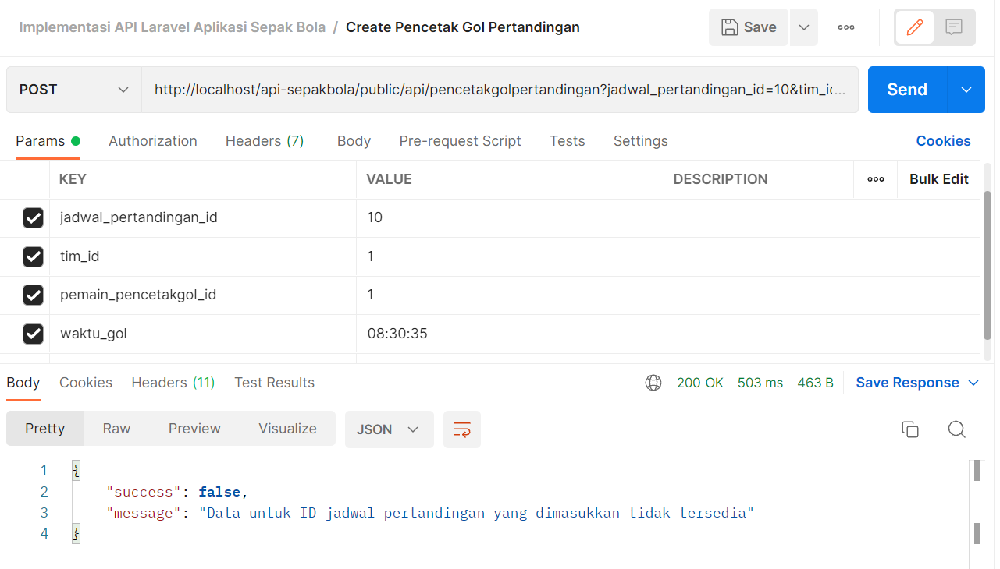 Implementasi API Laravel Aplikasi Sepak Bola / Create Pencetak Gol Pertandingan
Save
POST
http://localhost/api-sepakbola/public/api/pencetakgolpertandingan?jadwal_pertandingan_id=10&tim_ic...
Send
Params Authorization Headers (7) Body Pre-request Script Tests Settings Cookies
KEY VALUE DESCRIPTION ooo Bulk Edit
jadwal_pertandingan_id 10
tim_id 1
pemain_pencetakgol_id 1
waktu_gol 08:30:35
Body Cookies Headers (11) Test Results 200 OK 503 ms 463 B Save Response
Pretty Raw Preview Visualize JSON
1 {
2 "success": false,
3 "message": "Data untuk ID jadwal pertandingan yang dimasukkan tidak tersedia"
4 }